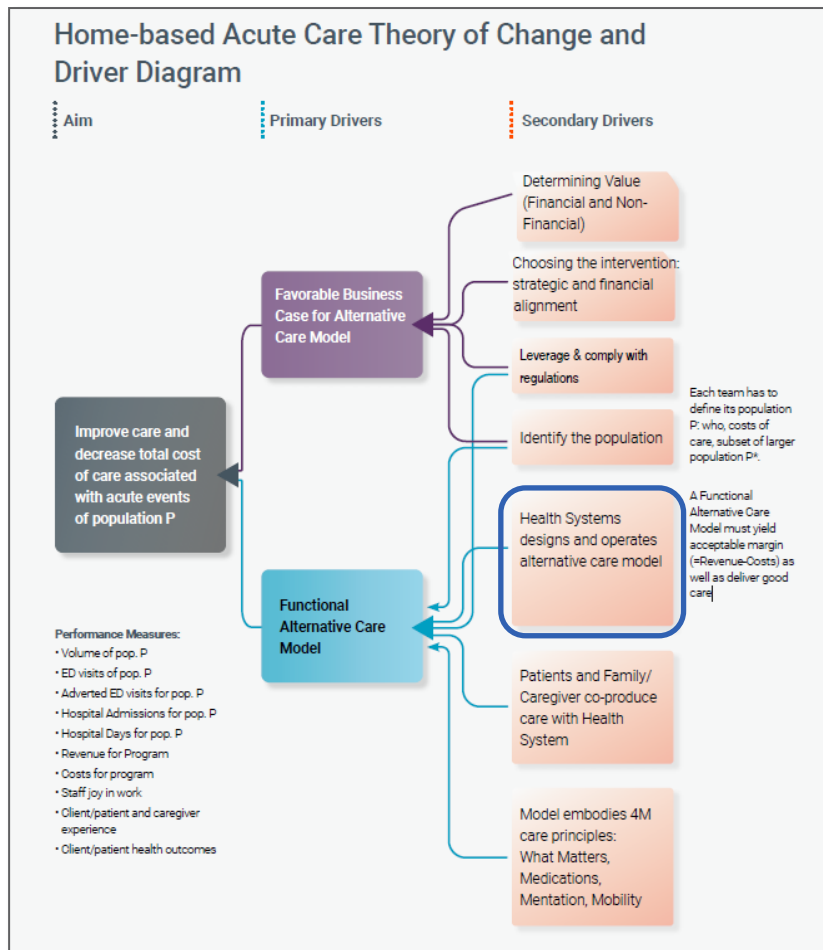 Home-based Acute Care Theory of Change and
Driver Diagram
Aim
Primary Drivers
Secondary Drivers
Determining Value
(Financial and Non-
Financial)
Choosing the intervention:
strategic and financial
alignment
Favorable Business
Case for Alternative
Care Model
Leverage & comply with
regulations
Identify the population
Each team has to
define its population
P: who, costs of
care, subset of larger
population P*.
Improve care and
decrease total cost
of care associated
with acute events
of population P
Health Systems
designs and operates
alternative care model
A Functional
Alternative Care
Model must yield
acceptable margin
(=Revenue-Costs) as
well as deliver good
care
Functional
Alternative Care
Model
Patients and Family/
Caregiver co-produce
care with Health
System
Model embodies 4M
care principles:
What Matters,
Medications,
Mentation, Mobility
Performance Measures:
• Volume of pop. P
• ED visits of pop. P
• Adverted ED visits for pop. P
• Hospital Admissions for pop. P
• Hospital Days for pop. P
• Revenue for Program
• Costs for program
• Staff joy in work
• Client/patient and caregiver
experience
• Client/patient health outcomes